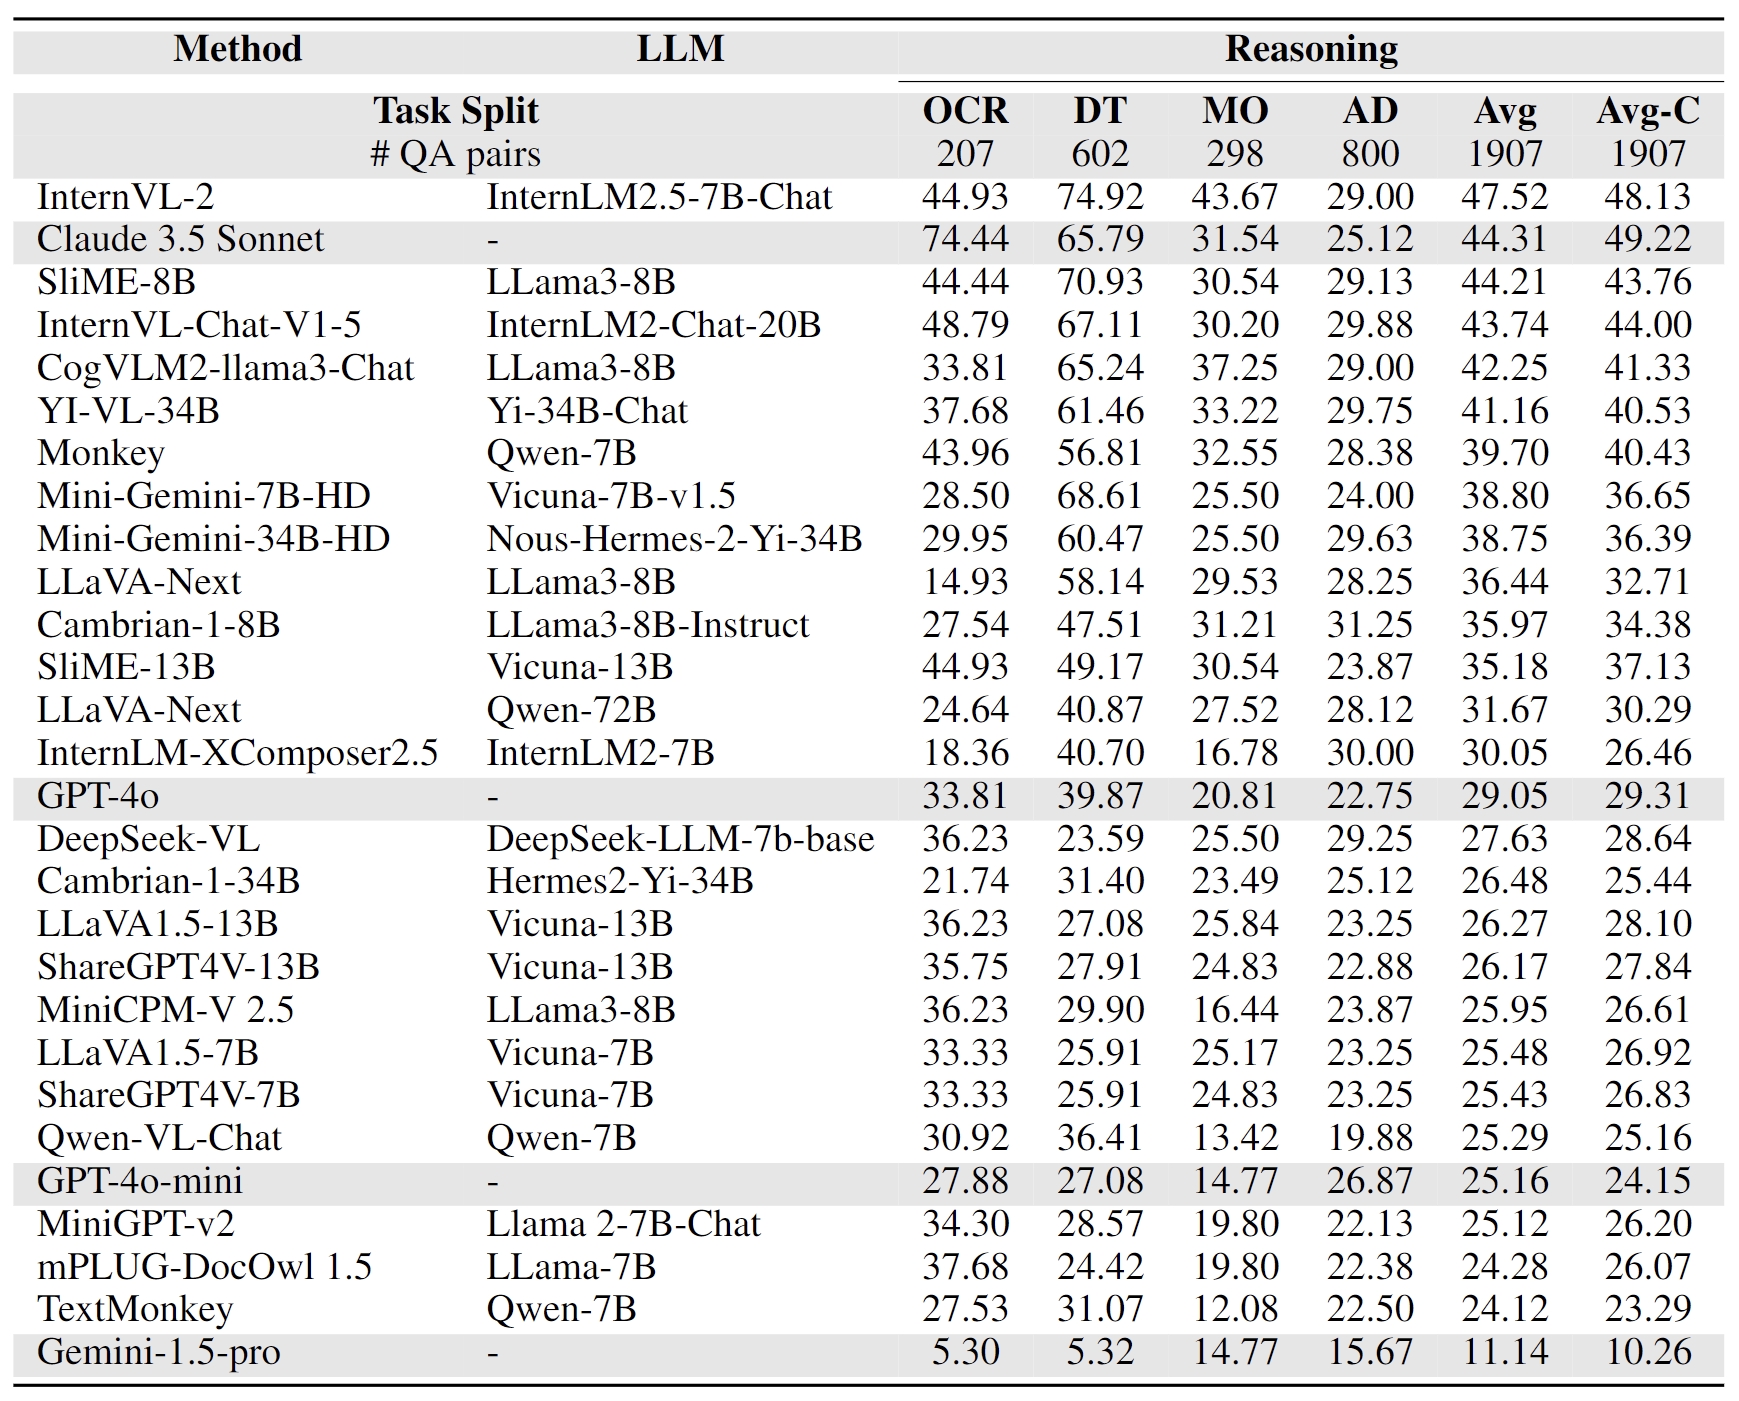 Method LLM Reasoning
Task Split OCR DT MO AD Avg Avg-C
# QA pairs 207 602 298 800 1907 1907
InternVL-2 InternLM2.5-7B-Chat 44.93 74.92 43.67 29.00 47.52 48.13
Claude 3.5 Sonnet - 74.44 65.79 31.54 25.12 44.31 49.22
SliME-8B LLama3-8B 44.44 70.93 30.54 29.13 44.21 43.76
InternVL-Chat-V1-5 InternLM2-Chat-20B 48.79 67.11 30.20 29.88 43.74 44.00
CogVLM2-llama3-Chat LLama3-8B 33.81 65.24 37.25 29.00 42.25 41.33
YI-VL-34B Yi-34B-Chat 37.68 61.46 33.22 29.75 41.16 40.53
Monkey Qwen-7B 43.96 56.81 32.55 28.38 39.70 40.43
Mini-Gemini-7B-HD Vicuna-7B-v1.5 28.50 68.61 25.50 24.00 38.80 36.65
Mini-Gemini-34B-HD Nous-Hermes-2-Yi-34B 29.95 60.47 25.50 29.63 38.75 36.39
LLaVA-Next LLama3-8B 14.93 58.14 29.53 28.25 36.44 32.71
Cambrian-1-8B LLama3-8B-Instruct 27.54 47.51 31.21 31.25 35.97 34.38
SliME-13B Vicuna-13B 44.93 49.17 30.54 23.87 35.18 37.13
LLaVA-Next Qwen-72B 24.64 40.87 27.52 28.12 31.67 30.29
InternLM-XComposer2.5 InternLM2-7B 18.36 40.70 16.78 30.00 30.05 26.46
GPT-4o - 33.81 39.87 20.81 22.75 29.05 29.31
DeepSeek-VL DeepSeek-LLM-7b-base 36.23 23.59 25.50 29.25 27.63 28.64
Cambrian-1-34B Hermes2-Yi-34B 21.74 31.40 23.49 25.12 26.48 25.44
LLaVA1.5-13B Vicuna-13B 36.23 27.08 25.84 23.25 26.27 28.10
ShareGPT4V-13B Vicuna-13B 35.75 27.91 24.83 22.88 26.17 27.84
MiniCPM-V 2.5 LLama3-8B 36.23 29.90 16.44 23.87 25.95 26.61
LLaVA1.5-7B Vicuna-7B 33.33 25.91 25.17 23.25 25.48 26.92
ShareGPT4V-7B Vicuna-7B 33.33 25.91 24.83 23.25 25.43 26.83
Qwen-VL-Chat Qwen-7B 30.92 36.41 13.42 19.88 25.29 25.16
GPT-4o-mini - 27.88 27.08 14.77 26.87 25.16 24.15
MiniGPT-v2 Llama 2-7B-Chat 34.30 28.57 19.80 22.13 25.12 26.20
mPLUG-DocOwl 1.5 LLama-7B 37.68 24.42 19.80 22.38 24.28 26.07
TextMonkey Qwen-7B 27.53 31.07 12.08 22.50 24.12 23.29
Gemini-1.5-pro - 5.30 5.32 14.77 15.67 11.14 10.26